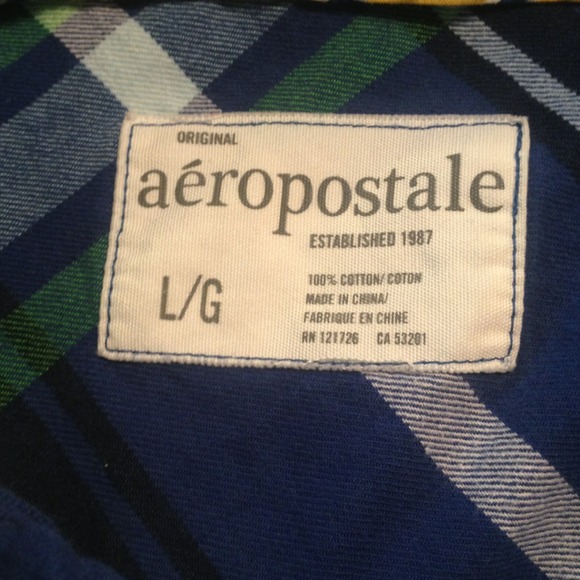 ORIGINAL
aéropostale
ESTABLISHED 1987
L/G
100% COTTON/COTON
MADE IN CHINA/
FABRIQUE EN CHINE
RN 121726 CA 53201